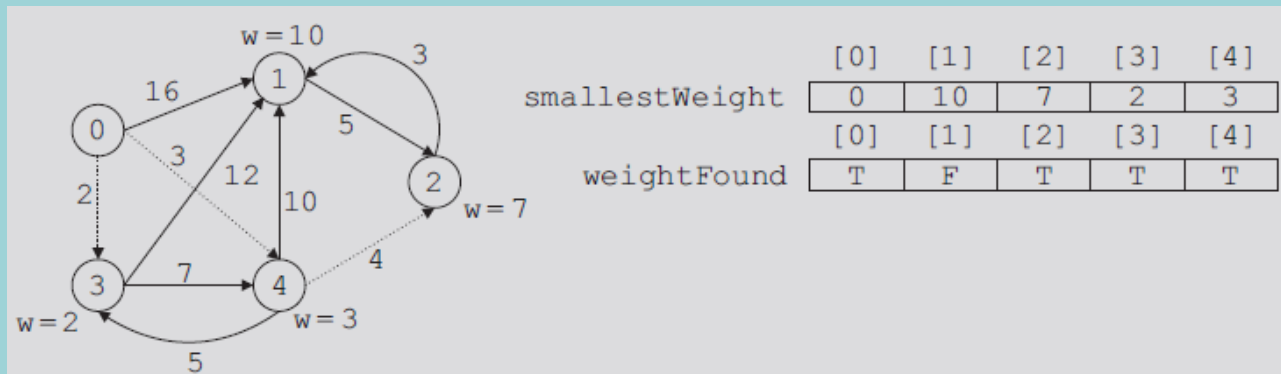 w=10
[0] [1] [2] [3] [4]
smallestWeight 0 10 7 2 3
[0] [1] [2] [3] [4]
weightFound T F T T T
1
3
16
5
0
3
12
2
2
10
w=7
4
3
7
4
w=2
w=3
5